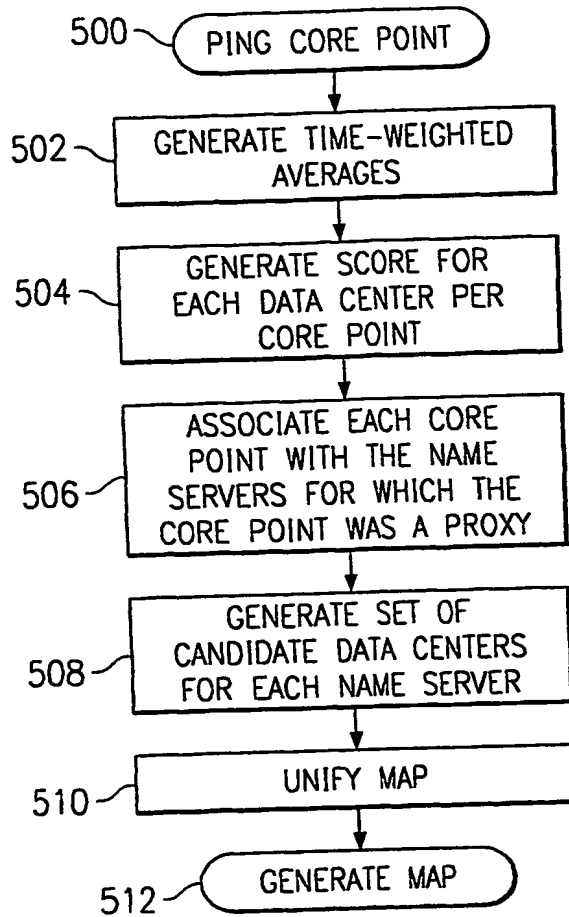 500
PING CORE POINT
502
GENERATE TIME-WEIGHTED
AVERAGES
504
GENERATE SCORE FOR
EACH DATA CENTER PER
CORE POINT
506
ASSOCIATE EACH CORE
POINT WITH THE NAME
SERVERS FOR WHICH THE
CORE POINT WAS A PROXY
508
GENERATE SET OF
CANDIDATE DATA CENTERS
FOR EACH NAME SERVER
510
UNIFY MAP
512
GENERATE MAP